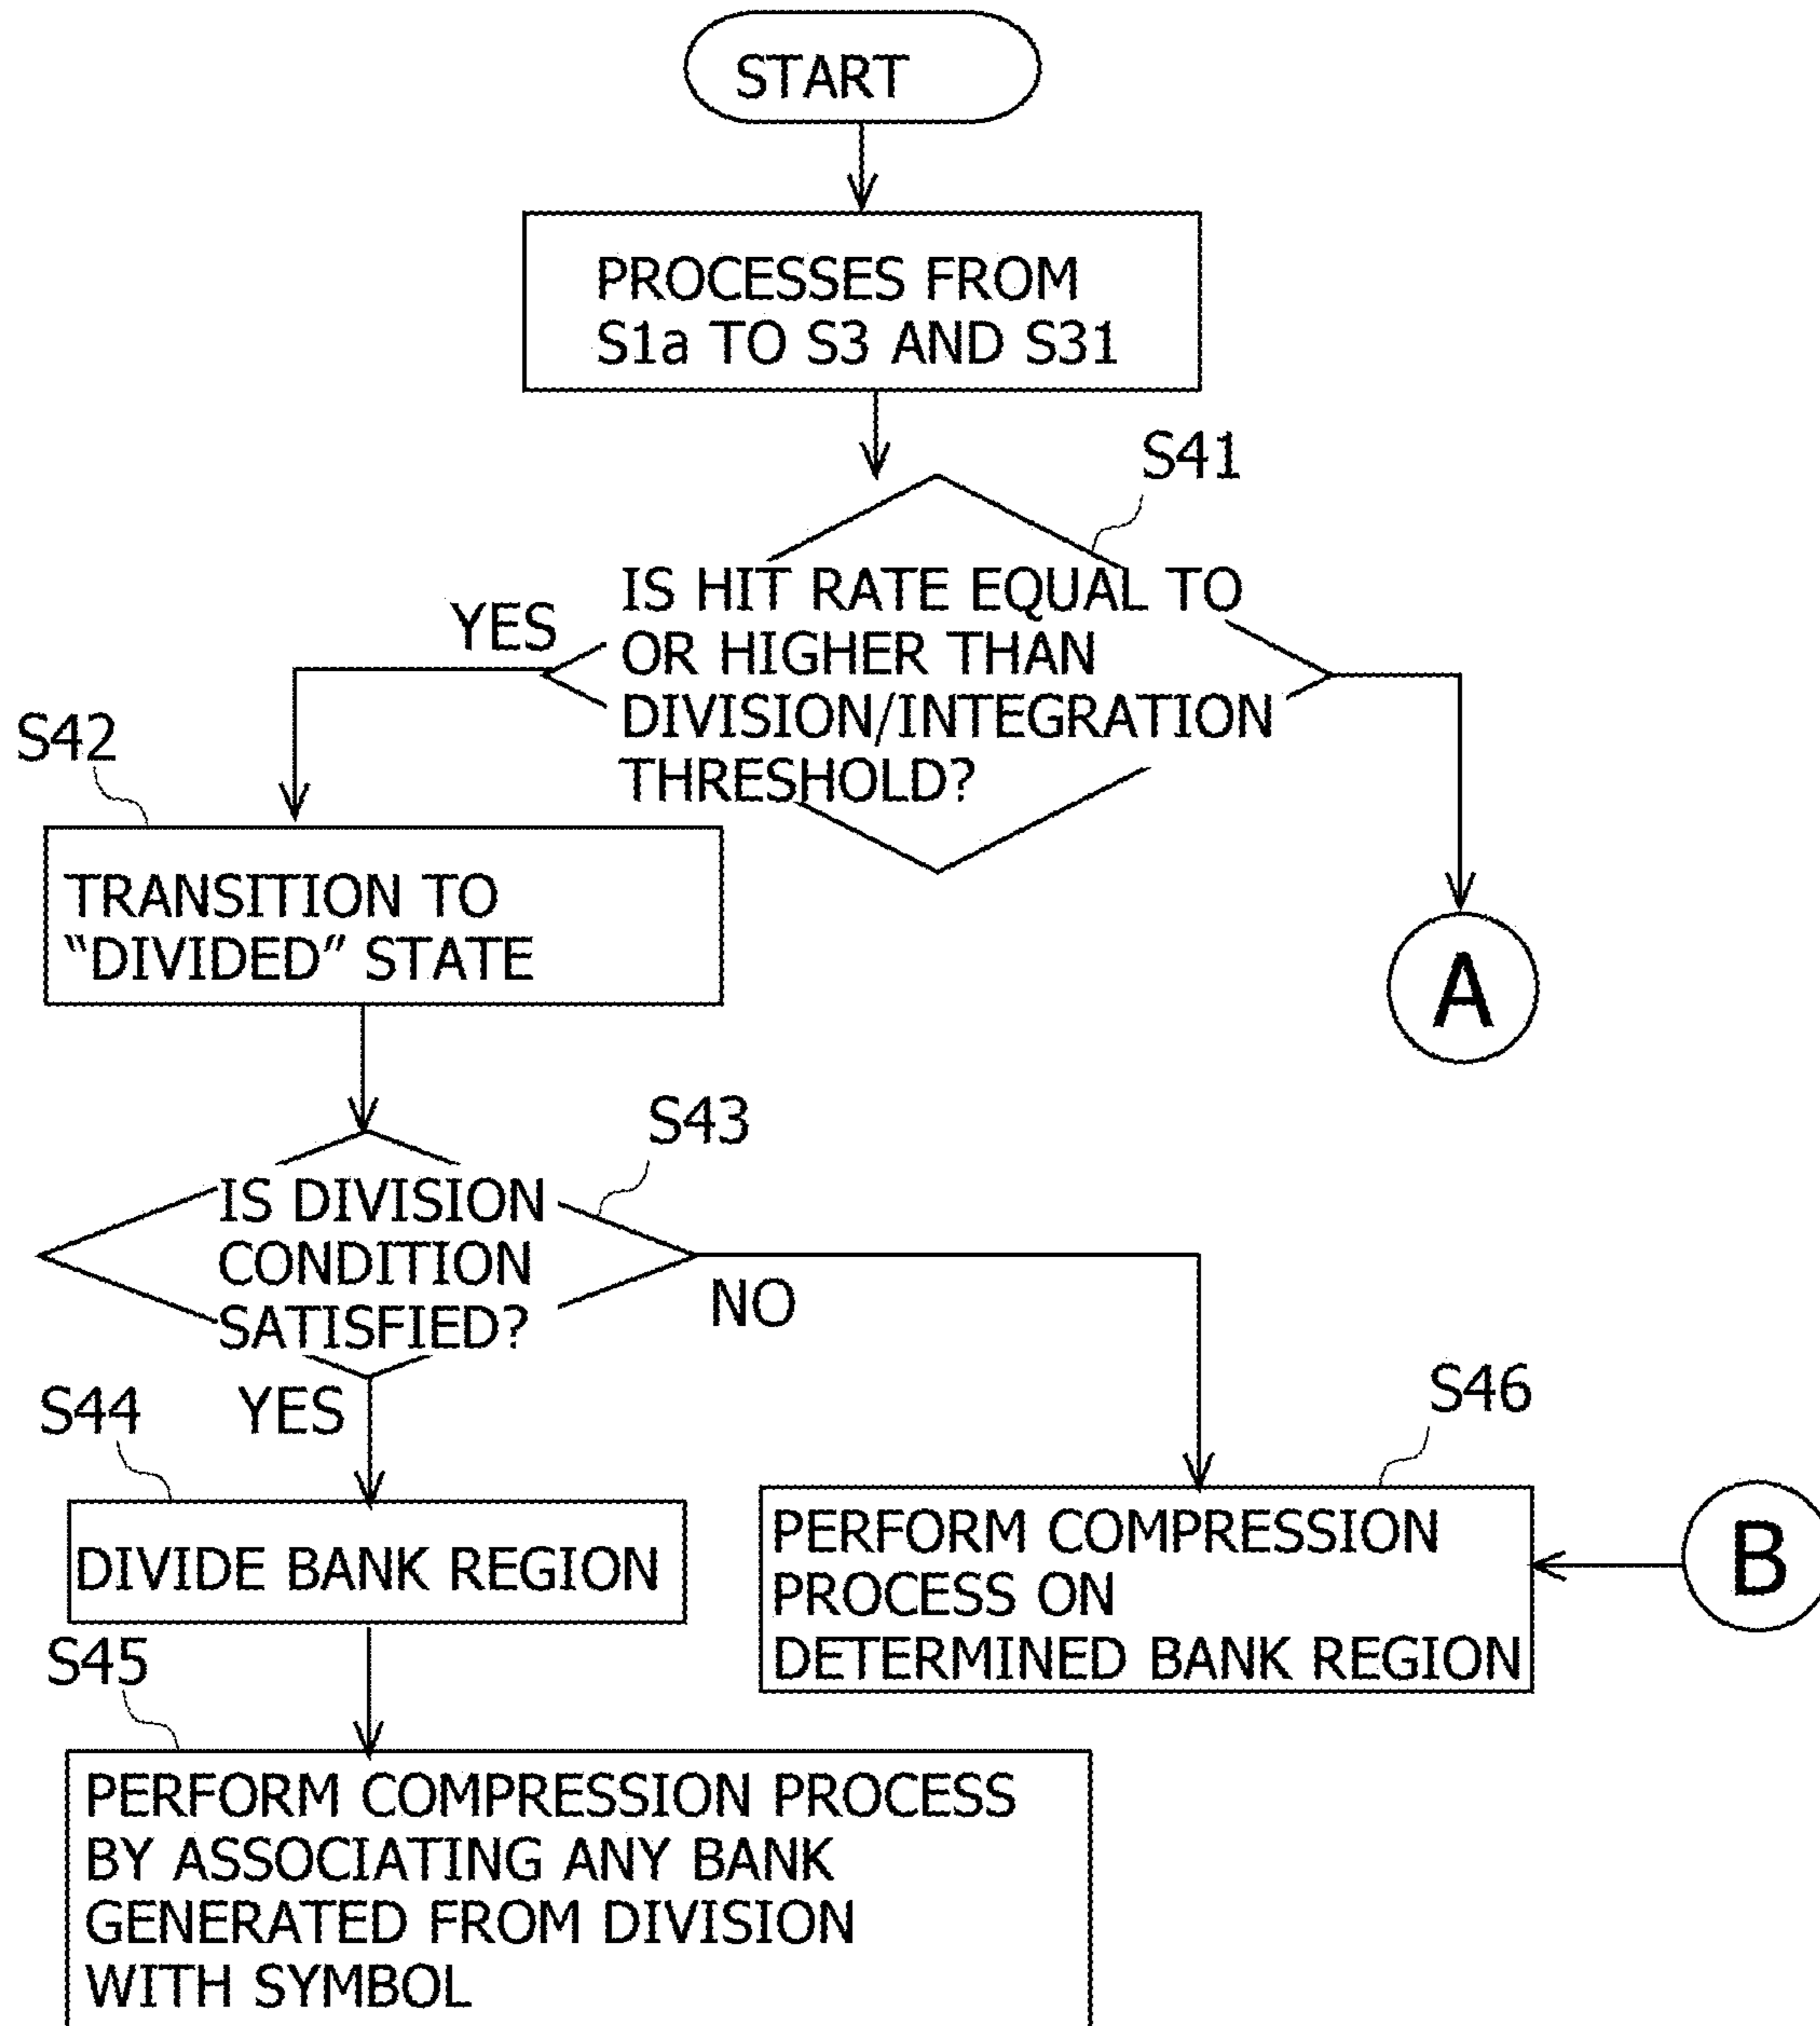 START
PROCESSES FROM
S1a TO S3 AND S31
S41
IS HIT RATE EQUAL TO
OR HIGHER THAN
DIVISION/INTEGRATION
THRESHOLD?
YES
S42
TRANSITION TO
“DIVIDED” STATE
A
S43
IS DIVISION
CONDITION
SATISFIED?
NO
YES
S44
DIVIDE BANK REGION
S46
PERFORM COMPRESSION
PROCESS ON
DETERMINED BANK REGION
B
S45
PERFORM COMPRESSION PROCESS
BY ASSOCIATING ANY BANK
GENERATED FROM DIVISION
WITH SYMBOL